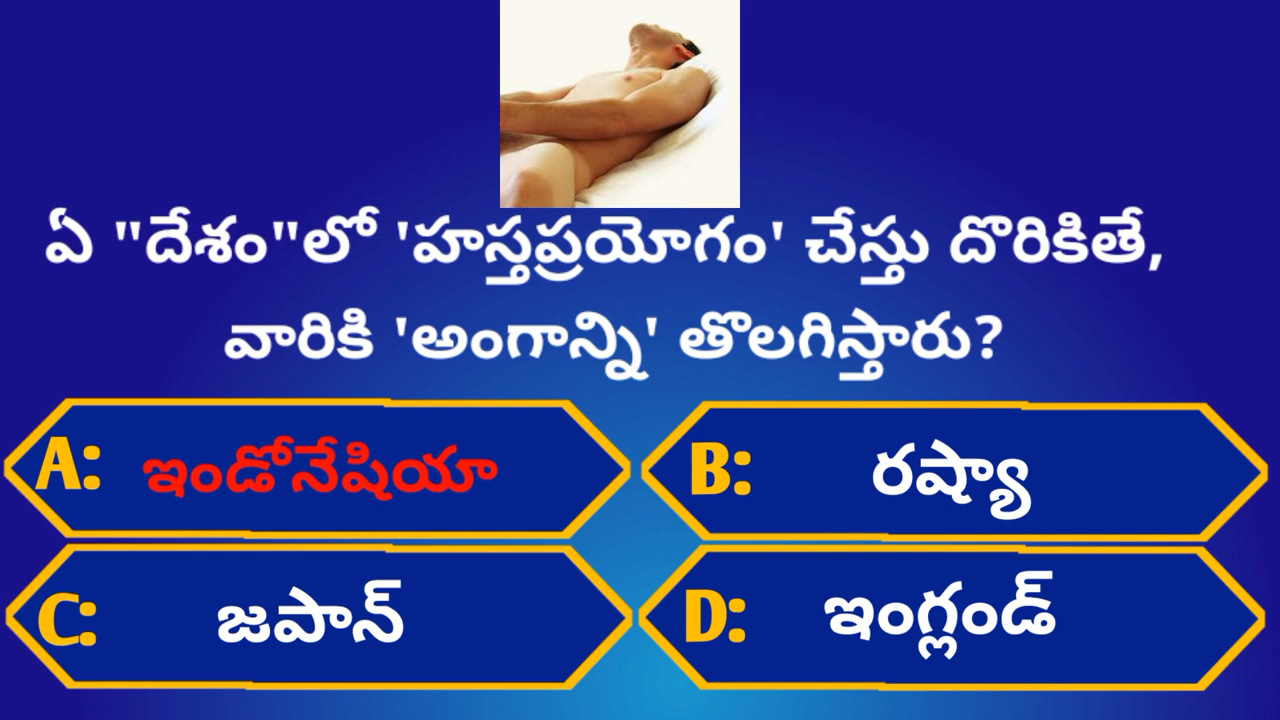 ఏ "దేశం"లో 'హస్తప్రయోగం' చేస్తు దొరికితే,
వారికి 'అంగాన్ని' తొలగిస్తారు?
A: ఇండోనేషియా
B: రష్యా
C: జపాన్
D: ఇంగ్లండ్